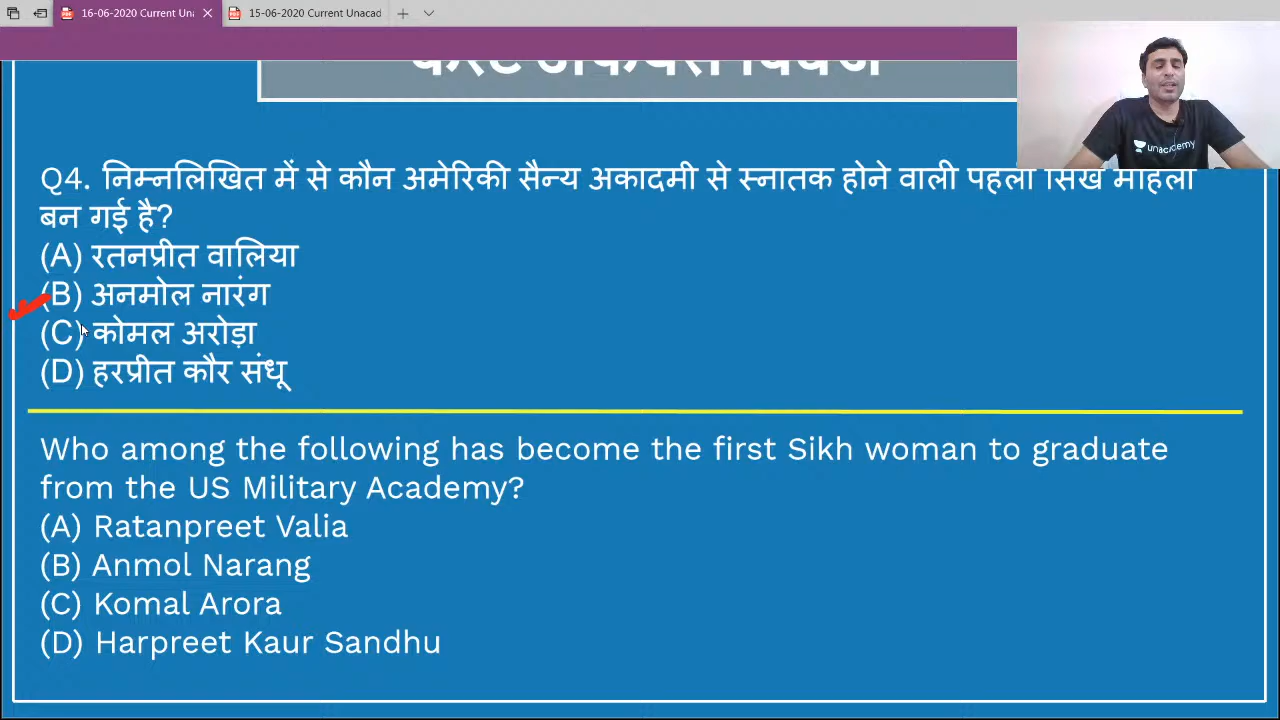 16-06-2020 Current Una
15-06-2020 Current Unacad
unacademy
Q4. निम्नलिखित में से कौन अमेरिकी सैन्य अकादमी से स्नातक होने वाली पहली सिख महिला
बन गई है?
(A) रतनप्रीत वालिया
(B) अनमोल नारंग
(C) कोमल अरोड़ा
(D) हरप्रीत कौर संधू
Who among the following has become the first Sikh woman to graduate
from the US Military Academy?
(A) Ratanpreet Valia
(B) Anmol Narang
(C) Komal Arora
(D) Harpreet Kaur Sandhu